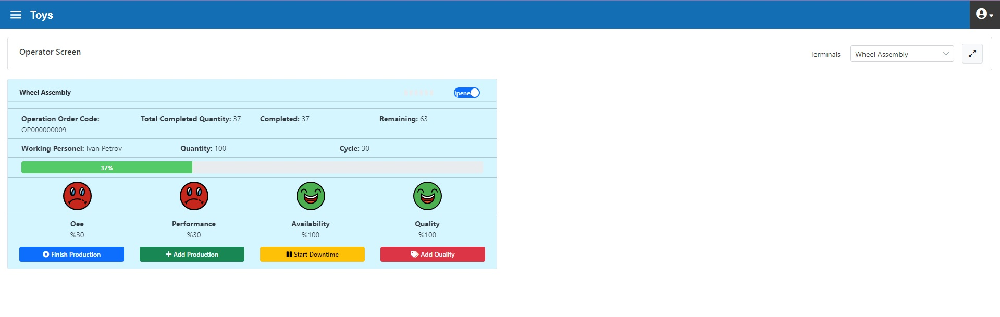 Toys
Operator Screen
Terminals
Wheel Assembly
Wheel Assembly
Opene
Operation Order Code:
OP000000009
Total Completed Quantity: 37
Completed: 37
Remaining: 63
Working Personel: Ivan Petrov
Quantity: 100
Cycle: 30
37%
Oee
%30
Performance
%30
Availability
%100
Quality
%100
Finish Production
Add Production
Start Downtime
Add Quality